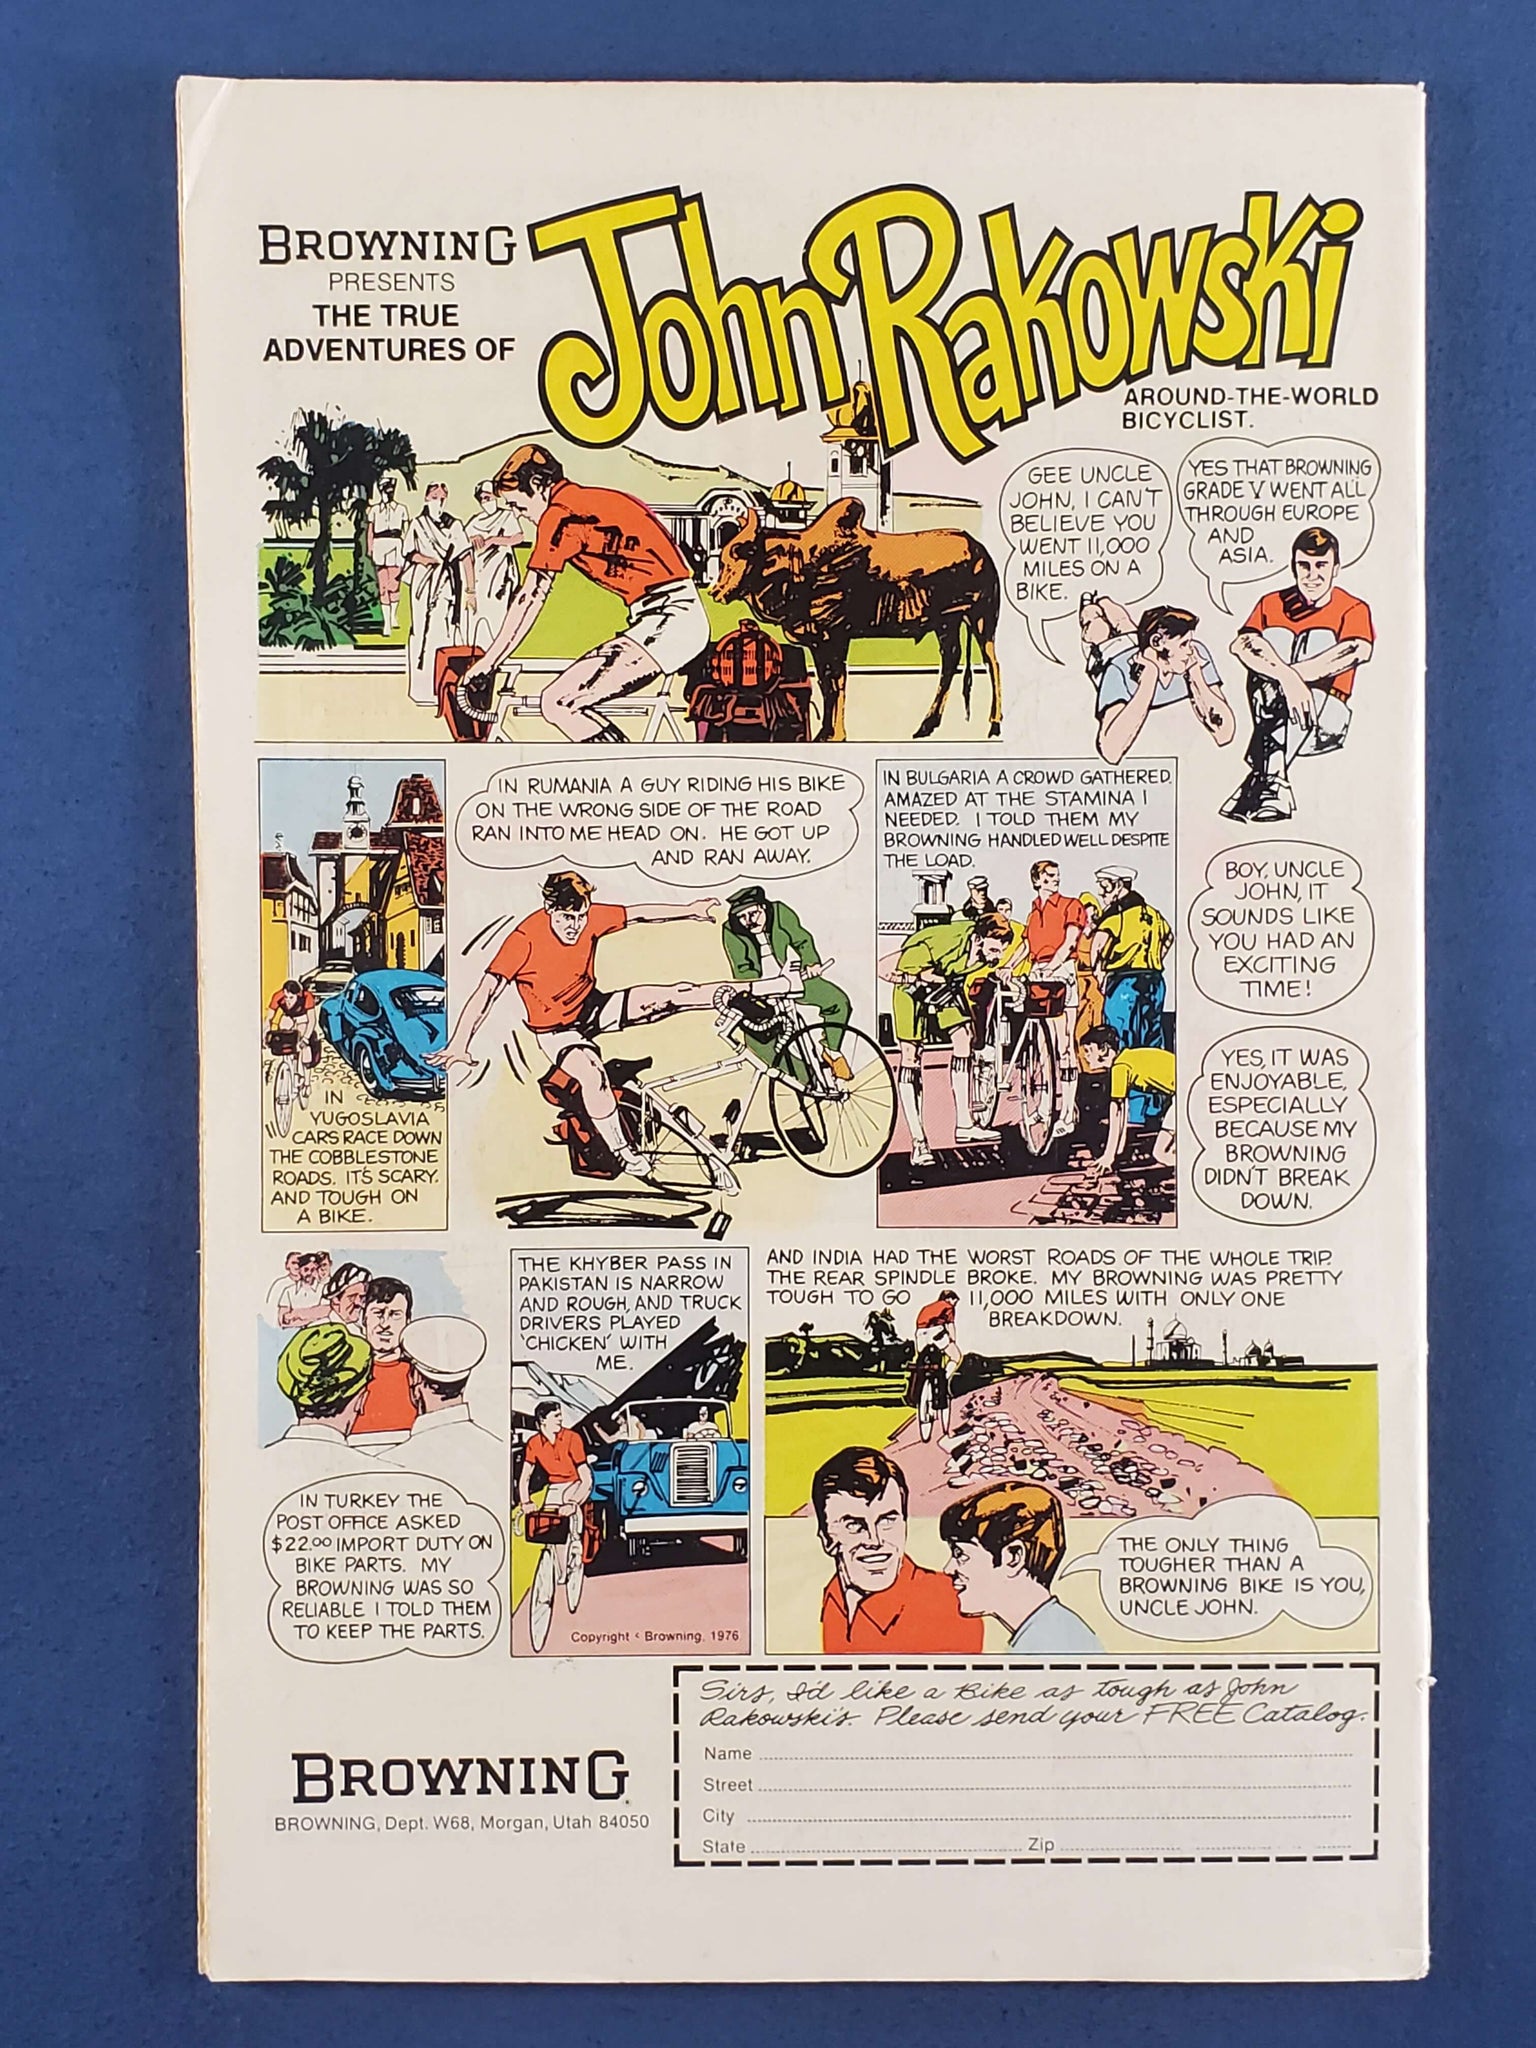 BROWNING
PRESENTS
THE TRUE
ADVENTURES OF
John Rakowski
AROUND-THE-WORLD
BICYCLIST.
GEE UNCLE
JOHN, I CAN'T
BELIEVE YOU
WENT 11,000
MILES ON A
BIKE.
YES THAT BROWNING
GRADE V WENT ALL
THROUGH EUROPE
AND
ASIA.
IN
YUGOSLAVIA
CARS RACE DOWN
THE COBBLESTONE
ROADS. IT'S SCARY.
AND TOUGH ON
A BIKE.
IN RUMANIA A GUY RIDING HIS BIKE
ON THE WRONG SIDE OF THE ROAD
RAN INTO ME HEAD ON. HE GOT UP
AND RAN AWAY.
IN BULGARIA A CROWD GATHERED.
AMAZED AT THE STAMINA I
NEEDED. I TOLD THEM MY
BROWNING HANDLED WELL DESPITE
THE LOAD.
BOY, UNCLE
JOHN, IT
SOUNDS LIKE
YOU HAD AN
EXCITING
TIME!
YES, IT WAS
ENJOYABLE,
ESPECIALLY
BECAUSE MY
BROWNING
DIDN'T BREAK
DOWN.
IN TURKEY THE
POST OFFICE ASKED
$22.00 IMPORT DUTY ON
BIKE PARTS. MY
BROWNING WAS SO
RELIABLE I TOLD THEM
TO KEEP THE PARTS.
THE KHYBER PASS IN
PAKISTAN IS NARROW
AND ROUGH, AND TRUCK
DRIVERS PLAYED
'CHICKEN' WITH
ME.
Copyright c Browning, 1976
AND INDIA HAD THE WORST ROADS OF THE WHOLE TRIP.
THE REAR SPINDLE BROKE. MY BROWNING WAS PRETTY
TOUGH TO GO 11,000 MILES WITH ONLY ONE
BREAKDOWN.
THE ONLY THING
TOUGHER THAN A
BROWNING BIKE IS YOU,
UNCLE JOHN.
BROWNING®
BROWNING, Dept. W68, Morgan, Utah 84050
Sirs, I'd like a Bike as tough as John
Rakowski's. Please send your FREE Catalog.
Name
Street
City
State Zip